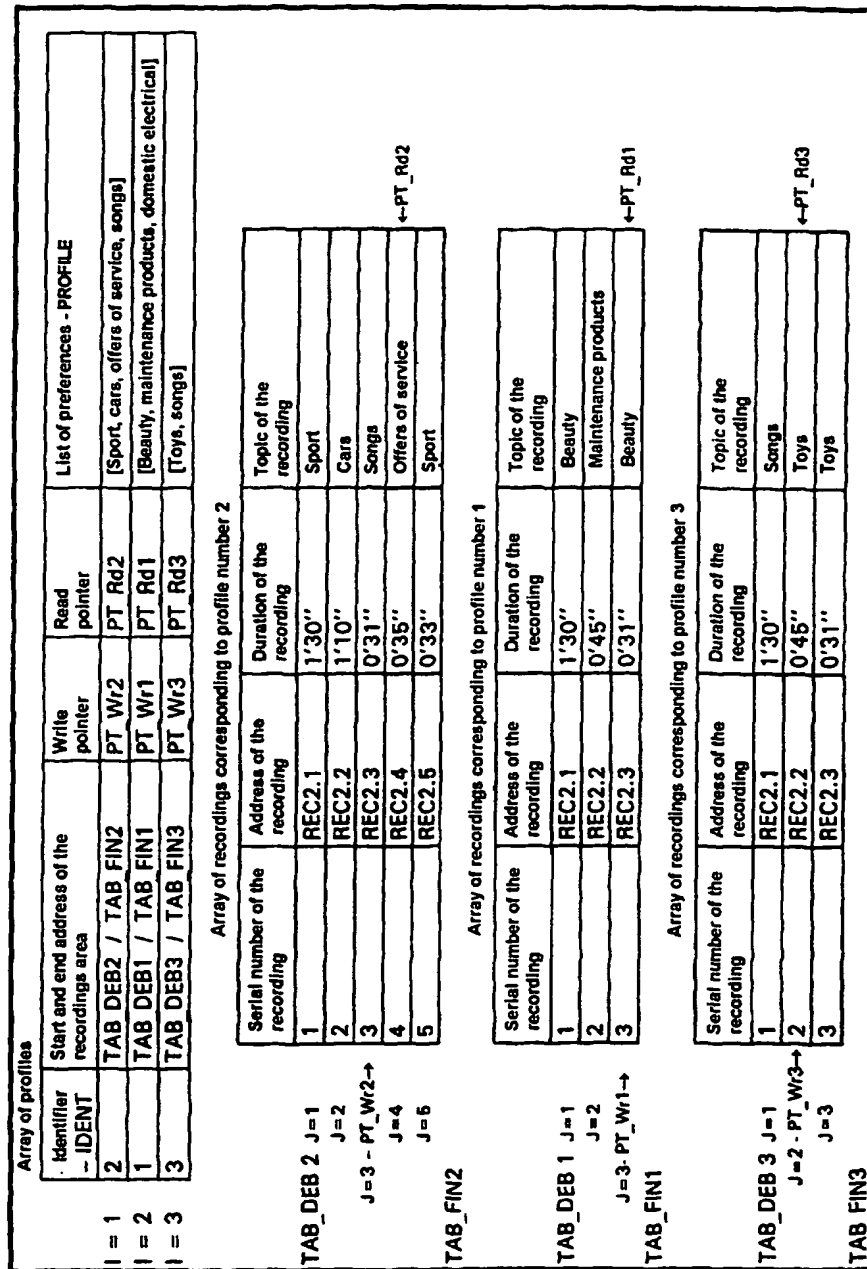 Array of profiles
· Identifier – IDENT | Start and end address of the recordings area | Write pointer | Read pointer | List of preferences - PROFILE
I = 1 | 2 | TAB DEB2 / TAB FIN2 | PT Wr2 | PT Rd2 | [Sport, cars, offers of service, songs]
I = 2 | 1 | TAB DEB1 / TAB FIN1 | PT Wr1 | PT Rd1 | [Beauty, maintenance products, domestic electrical]
I = 3 | 3 | TAB DEB3 / TAB FIN3 | PT Wr3 | PT Rd3 | [Toys, songs]
Array of recordings corresponding to profile number 2
Serial number of the recording | Address of the recording | Duration of the recording | Topic of the recording
TAB_DEB 2 J=1 | 1 | REC2.1 | 1'30'' | Sport
J=2 | 2 | REC2.2 | 1'10'' | Cars
J=3 - PT_Wr2→ | 3 | REC2.3 | 0'31'' | Songs
J=4 | 4 | REC2.4 | 0'35'' | Offers of service ←PT_Rd2
J=5 | 5 | REC2.5 | 0'33'' | Sport
TAB_FIN2
Array of recordings corresponding to profile number 1
Serial number of the recording | Address of the recording | Duration of the recording | Topic of the recording
TAB_DEB 1 J=1 | 1 | REC2.1 | 1'30'' | Beauty
J=2 | 2 | REC2.2 | 0'45'' | Maintenance products
J=3- PT_Wr1→ | 3 | REC2.3 | 0'31'' | Beauty ←PT_Rd1
TAB_FIN1
Array of recordings corresponding to profile number 3
Serial number of the recording | Address of the recording | Duration of the recording | Topic of the recording
TAB_DEB 3 J=1 | 1 | REC2.1 | 1'30'' | Songs
J=2 - PT_Wr3→ | 2 | REC2.2 | 0'45'' | Toys ←PT_Rd3
J=3 | 3 | REC2.3 | 0'31'' | Toys
TAB_FIN3